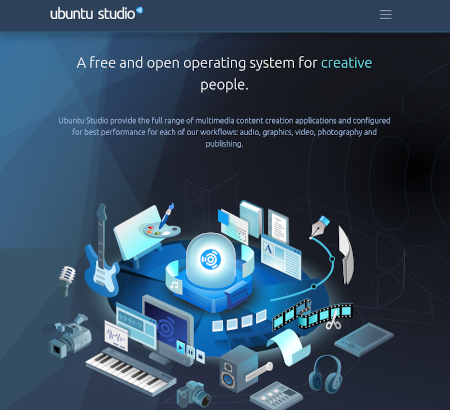 ubuntu studio
A free and open operating system for creative
people.
Ubuntu Studio provide the full range of multimedia content creation applications and configured
for best performance for each of our workflows: audio, graphics, video, photography and
publishing.
A